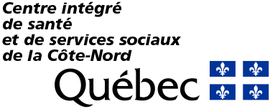 Centre intégré
de santé
et de services sociaux
de la Côte-Nord
Québec